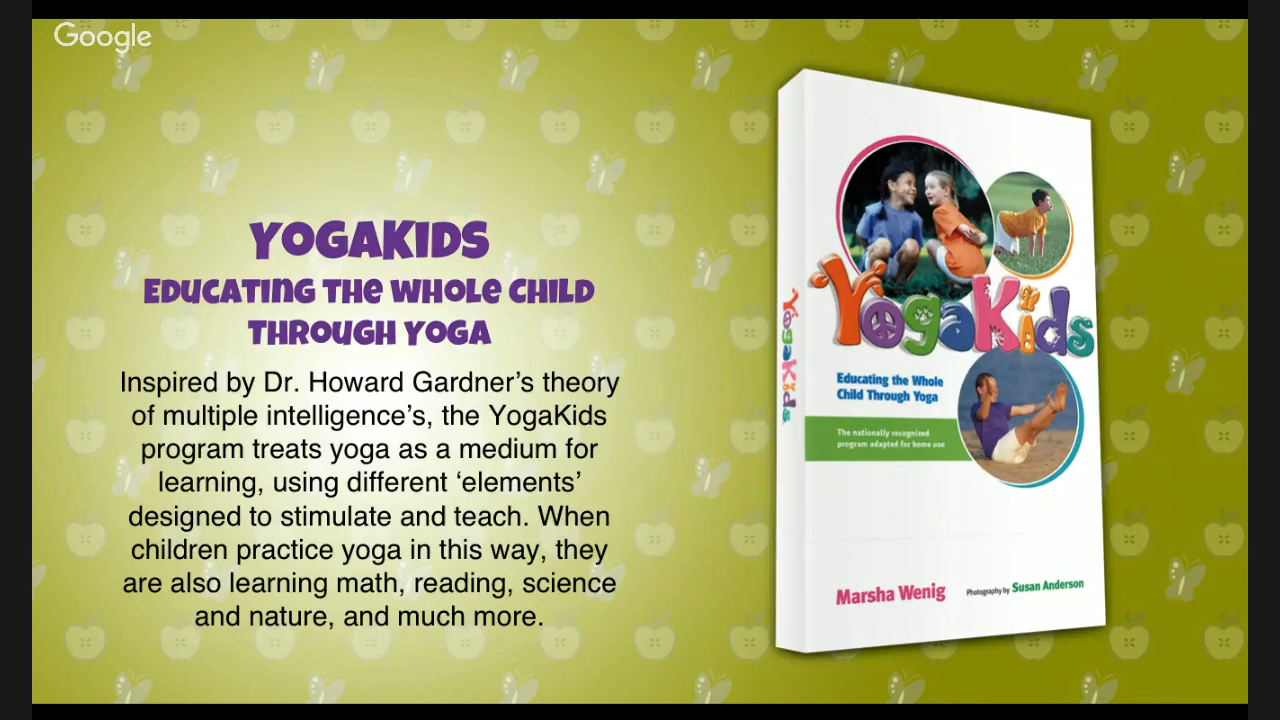 Google
YOGAKIDS
EDUCATING THE WHOLE CHILD
THROUGH YOGA
Inspired by Dr. Howard Gardner’s theory
of multiple intelligence’s, the YogaKids
program treats yoga as a medium for
learning, using different ‘elements’
designed to stimulate and teach. When
children practice yoga in this way, they
are also learning math, reading, science
and nature, and much more.
YogaKids
YogaKids
Educating the Whole
Child Through Yoga
The nationally recognized
program adapted for home use
Marsha Wenig
Photography by Susan Anderson